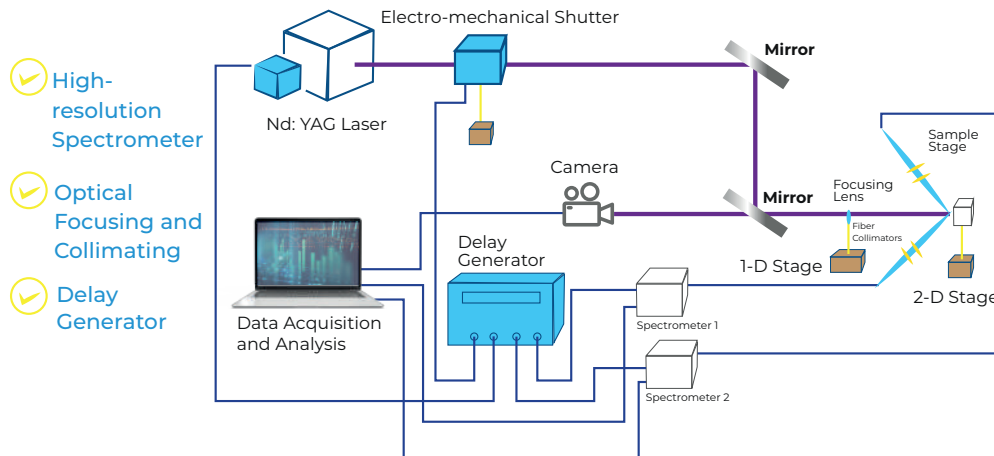 High-
resolution
Spectrometer
Optical
Focusing and
Collimating
Delay
Generator
Electro-mechanical Shutter
Nd: YAG Laser
Mirror
Sample
Stage
Camera
Mirror
Focusing
Lens
Fiber
Collimators
1-D Stage
2-D Stage
Delay
Generator
Data Acquisition
and Analysis
Spectrometer 1
Spectrometer 2